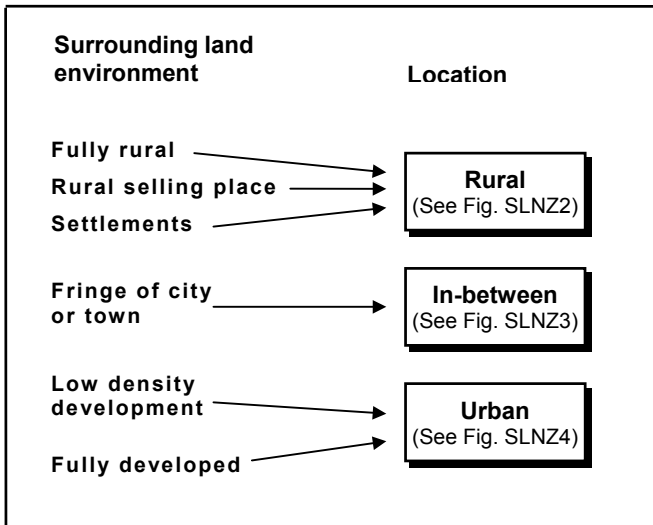 Surrounding land
environment
Location
Fully rural
Rural selling place
Settlements
Rural
(See Fig. SLNZ2)
Fringe of city
or town
In-between
(See Fig. SLNZ3)
Low density
development
Fully developed
Urban
(See Fig. SLNZ4)